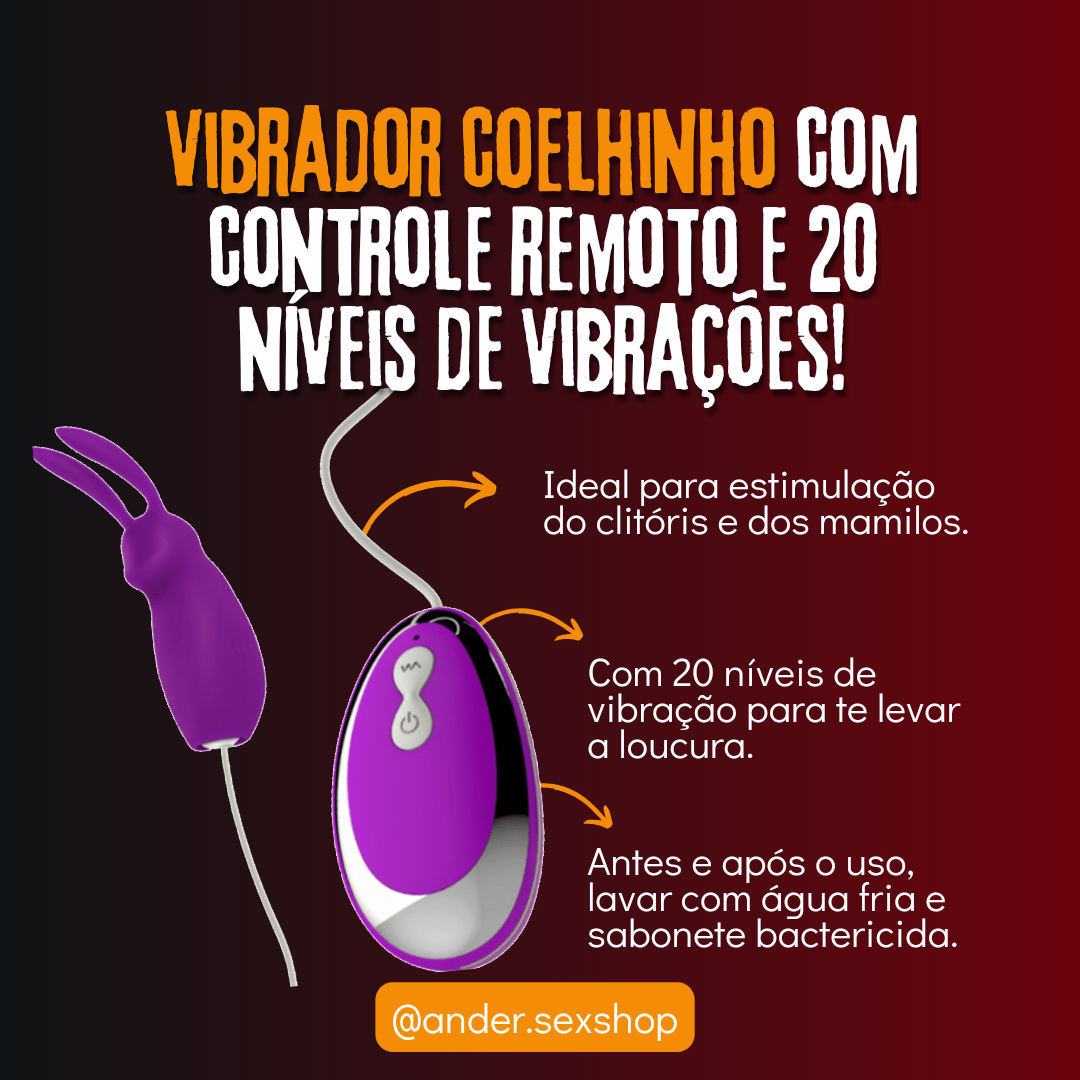 VIBRADOR COELHINHO COM
CONTROLE REMOTO E 20
NÍVEIS DE VIBRAÇÕES!
Ideal para estimulação
do clitóris e dos mamilos.
Com 20 níveis de
vibração para te levar
a loucura.
Antes e após o uso,
lavar com água fria e
sabonete bactericida.
@ander.sexshop